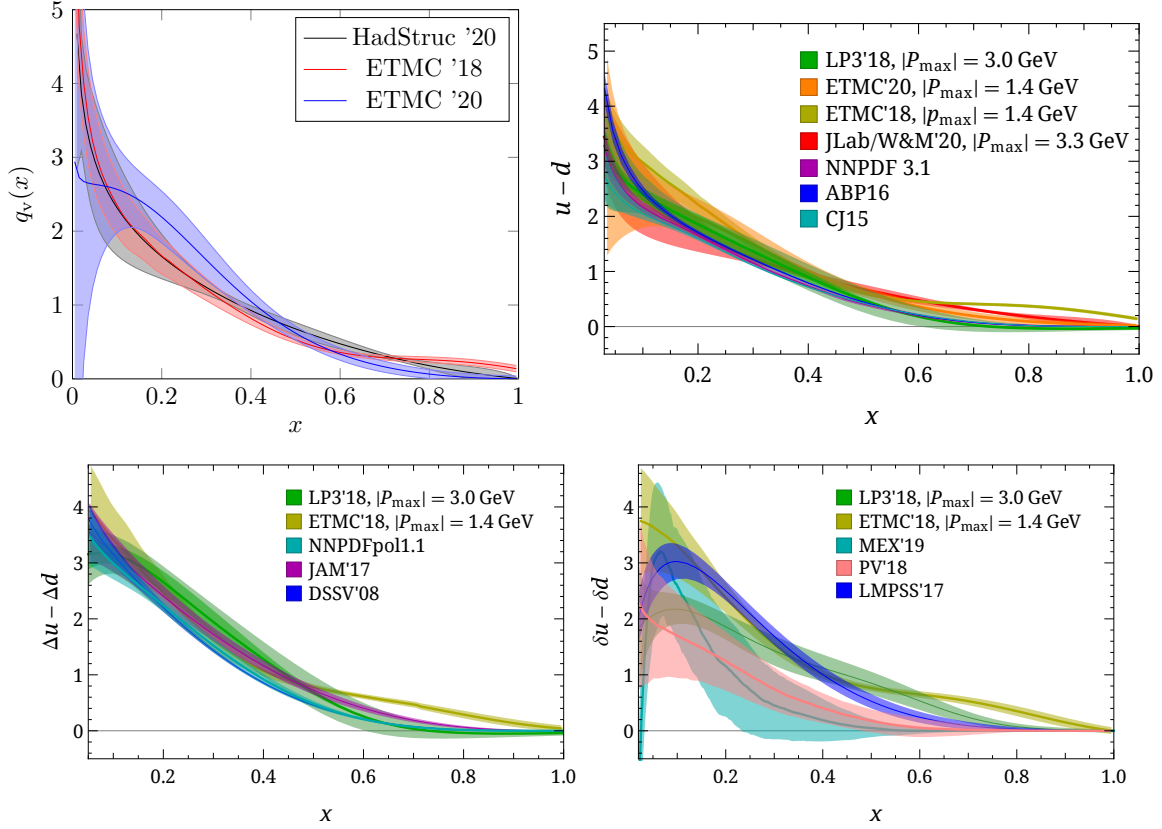 5
4
3
2
1
0
q_v(x)
HadStruc '20
ETMC '18
ETMC '20
0 0.2 0.4 0.6 0.8 1
x
5
4
3
2
1
0
u – d
LP3'18, |P_max| = 3.0 GeV
ETMC'20, |P_max| = 1.4 GeV
ETMC'18, |p_max| = 1.4 GeV
JLab/W&M'20, |P_max| = 3.3 GeV
NNPDF 3.1
ABP16
CJ15
0.2 0.4 0.6 0.8 1.0
x
5
4
3
2
1
0
Δu – Δd
LP3'18, |P_max| = 3.0 GeV
ETMC'18, |P_max| = 1.4 GeV
NNPDFpol1.1
JAM'17
DSSV'08
0.2 0.4 0.6 0.8 1.0
x
5
4
3
2
1
0
δu – δd
LP3'18, |P_max| = 3.0 GeV
ETMC'18, |P_max| = 1.4 GeV
MEX'19
PV'18
LMPSS'17
0.2 0.4 0.6 0.8 1.0
x